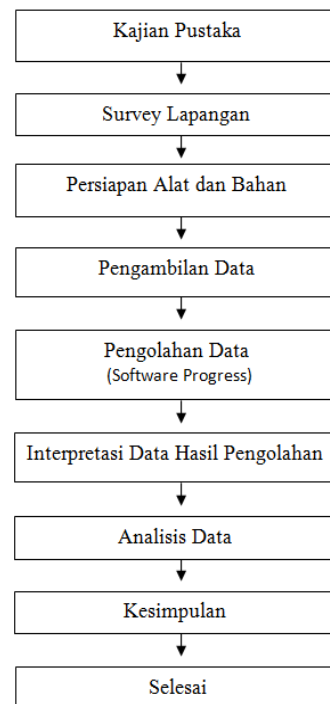 Kajian Pustaka
Survey Lapangan
Persiapan Alat dan Bahan
Pengambilan Data
Pengolahan Data
(Software Progress)
Interpretasi Data Hasil Pengolahan
Analisis Data
Kesimpulan
Selesai